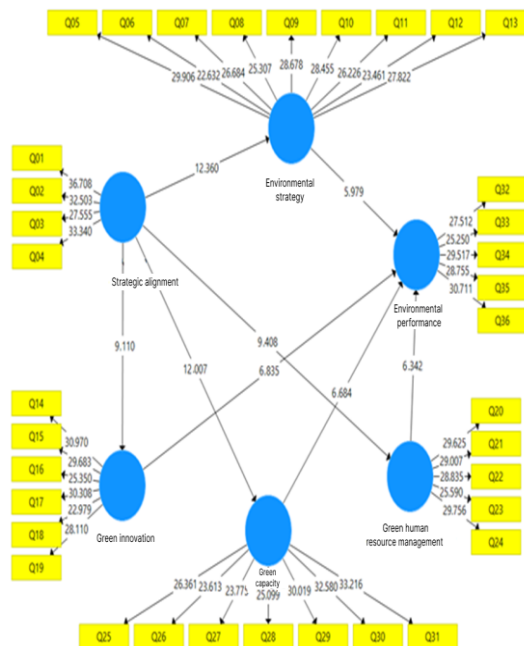 Q05 Q06 Q07 Q08 Q09 Q10 Q11 Q12 Q13
29.906 22.632 26.684 25.307 28.678 28.455 26.226 23.461 27.822
Q01
Q02
Q03
Q04
36.708
32.503
27.555
33.340
12.360
Environmental
strategy
5.979
Strategic alignment
Q32
Q33
Q34
Q35
Q36
27.512
25.250
29.517
28.755
30.711
Environmental
performance
9.110
12.007
9.408
6.835
6.684
6.342
Q14
Q15
Q16
Q17
Q18
Q19
30.970
29.683
25.350
30.308
22.979
28.110
Green innovation
Q20
Q21
Q22
Q23
Q24
29.625
29.007
28.835
25.590
29.756
Green human
resource management
Green
capacity
26.361 23.613 23.775 25.099 30.019 32.580 33.216
Q25 Q26 Q27 Q28 Q29 Q30 Q31